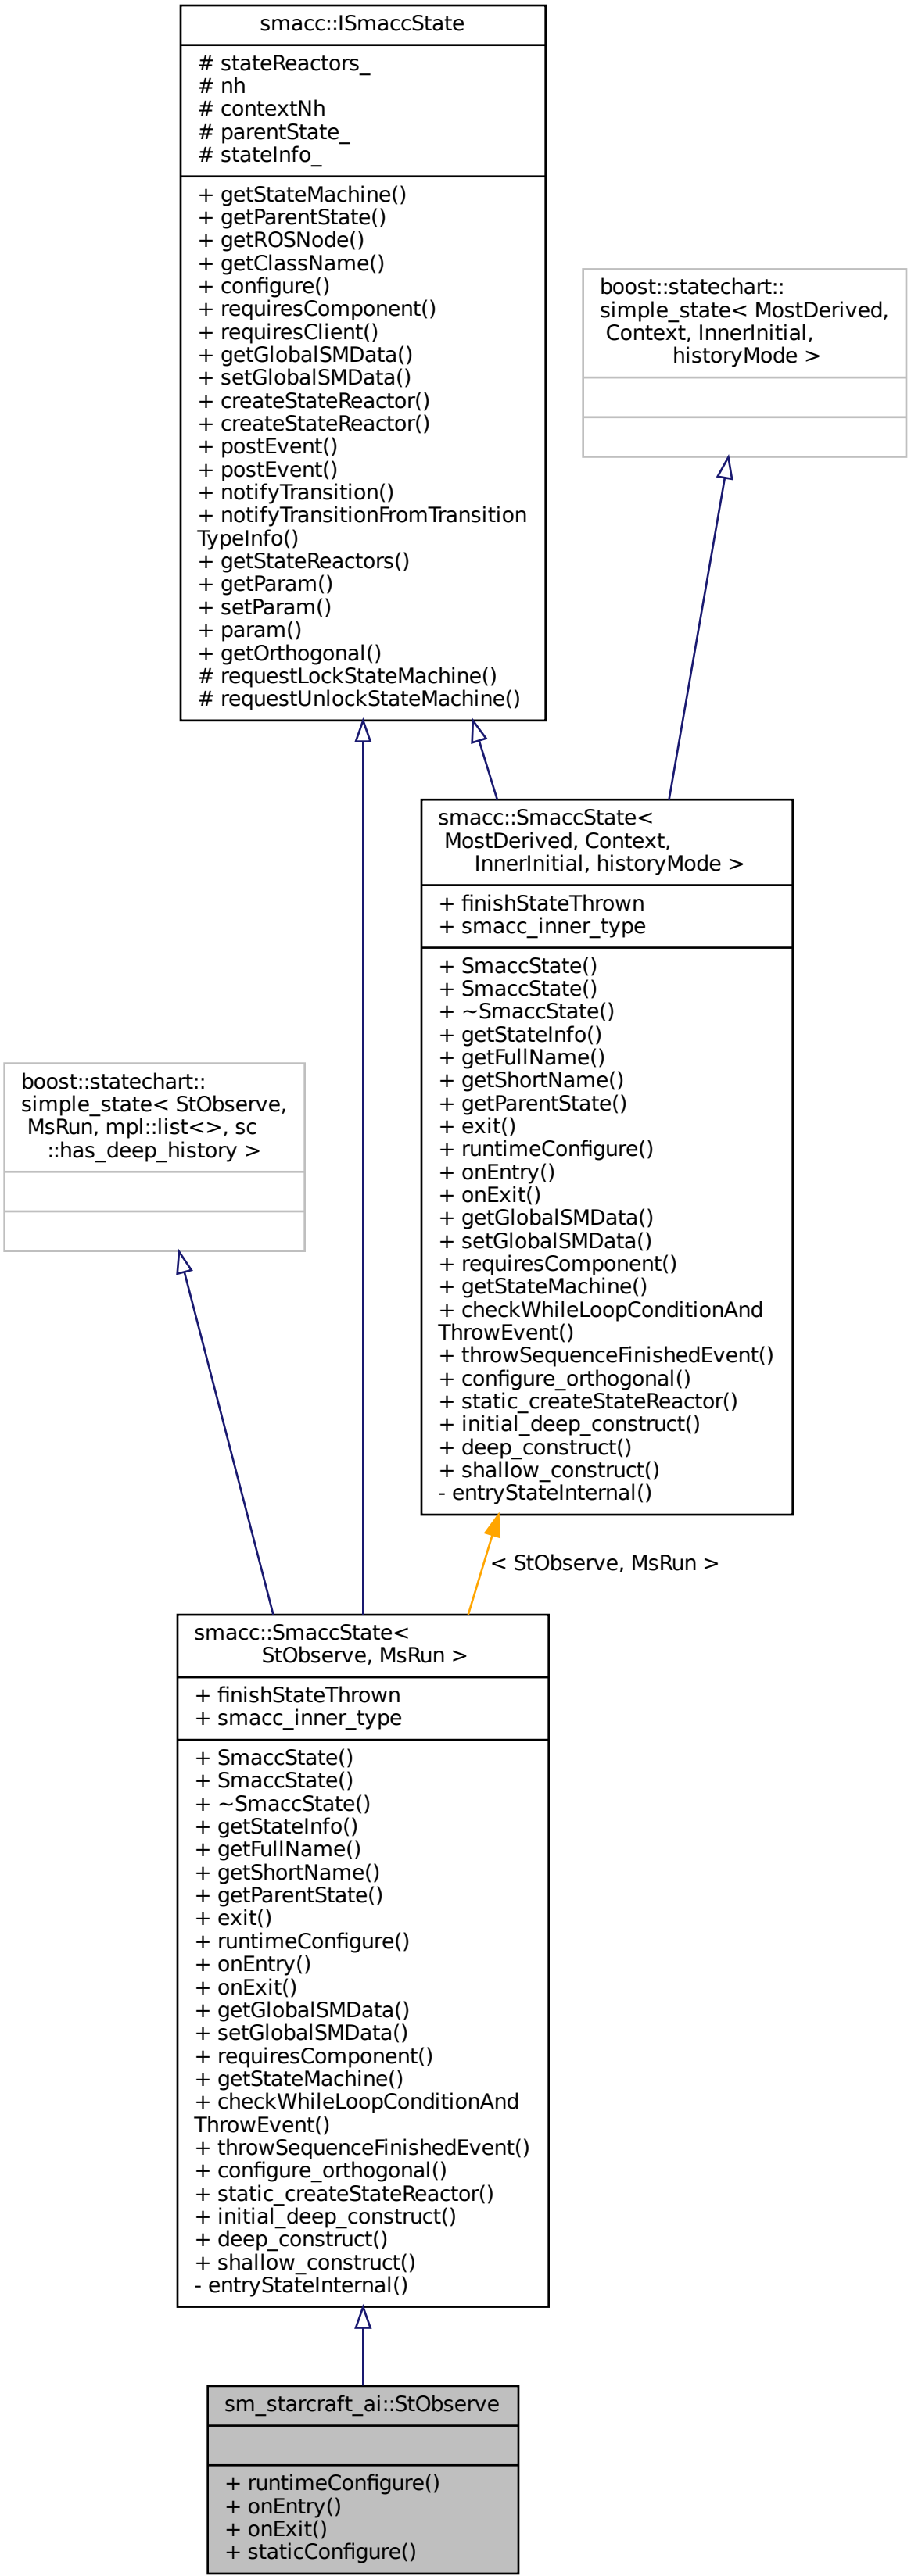 smacc::ISmaccState
# stateReactors_
# nh
# contextNh
# parentState_
# stateInfo_
+ getStateMachine()
+ getParentState()
+ getROSNode()
+ getClassName()
+ configure()
+ requiresComponent()
+ requiresClient()
+ getGlobalSMData()
+ setGlobalSMData()
+ createStateReactor()
+ createStateReactor()
+ postEvent()
+ postEvent()
+ notifyTransition()
+ notifyTransitionFromTransition
TypeInfo()
+ getStateReactors()
+ getParam()
+ setParam()
+ param()
+ getOrthogonal()
# requestLockStateMachine()
# requestUnlockStateMachine()
boost::statechart::
simple_state< MostDerived,
Context, InnerInitial,
historyMode >
smacc::SmaccState<
MostDerived, Context,
InnerInitial, historyMode >
+ finishStateThrown
+ smacc_inner_type
+ SmaccState()
+ SmaccState()
+ ~SmaccState()
+ getStateInfo()
+ getFullName()
+ getShortName()
+ getParentState()
+ exit()
+ runtimeConfigure()
+ onEntry()
+ onExit()
+ getGlobalSMData()
+ setGlobalSMData()
+ requiresComponent()
+ getStateMachine()
+ checkWhileLoopConditionAnd
ThrowEvent()
+ throwSequenceFinishedEvent()
+ configure_orthogonal()
+ static_createStateReactor()
+ initial_deep_construct()
+ deep_construct()
+ shallow_construct()
- entryStateInternal()
boost::statechart::
simple_state< StObserve,
MsRun, mpl::list<>, sc
::has_deep_history >
< StObserve, MsRun >
smacc::SmaccState<
StObserve, MsRun >
+ finishStateThrown
+ smacc_inner_type
+ SmaccState()
+ SmaccState()
+ ~SmaccState()
+ getStateInfo()
+ getFullName()
+ getShortName()
+ getParentState()
+ exit()
+ runtimeConfigure()
+ onEntry()
+ onExit()
+ getGlobalSMData()
+ setGlobalSMData()
+ requiresComponent()
+ getStateMachine()
+ checkWhileLoopConditionAnd
ThrowEvent()
+ throwSequenceFinishedEvent()
+ configure_orthogonal()
+ static_createStateReactor()
+ initial_deep_construct()
+ deep_construct()
+ shallow_construct()
- entryStateInternal()
sm_starcraft_ai::StObserve
+ runtimeConfigure()
+ onEntry()
+ onExit()
+ staticConfigure()